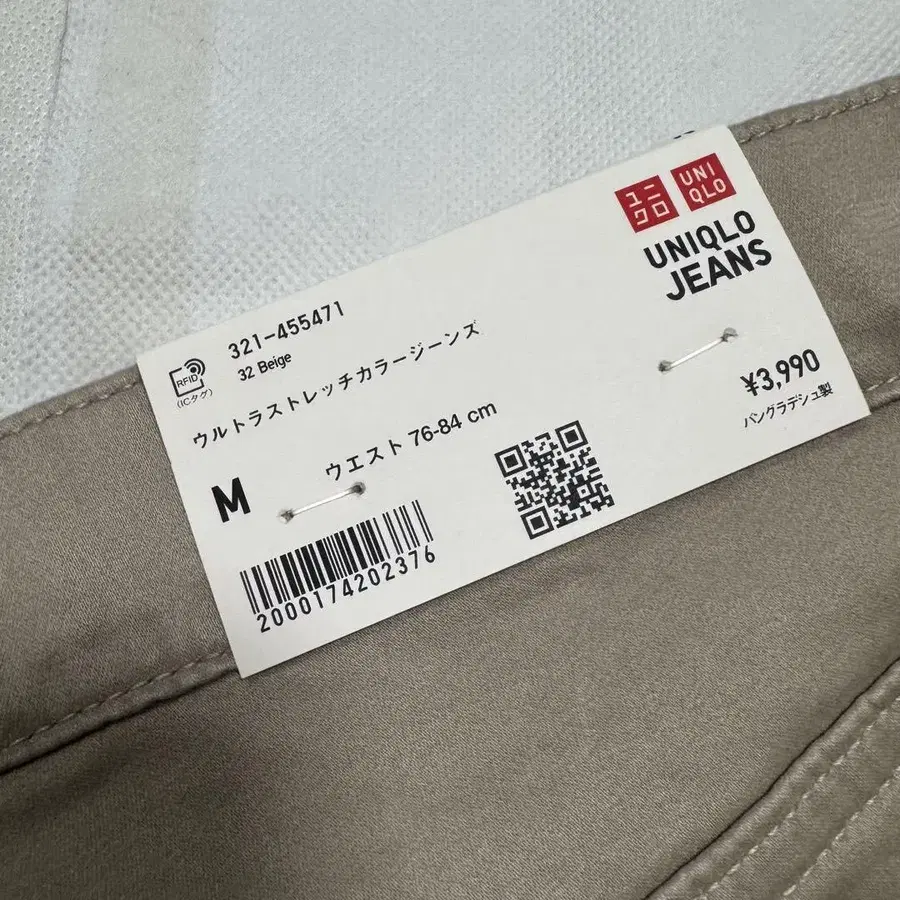 ユニ
クロ
UNI
QLO
UNIQLO
JEANS
321-455471
32 Beige
RFID
(ICタグ)
ウルトラストレッチカラージーンズ
¥3,990
バングラデシュ製
M
ウエスト 76-84 cm
2000174202376